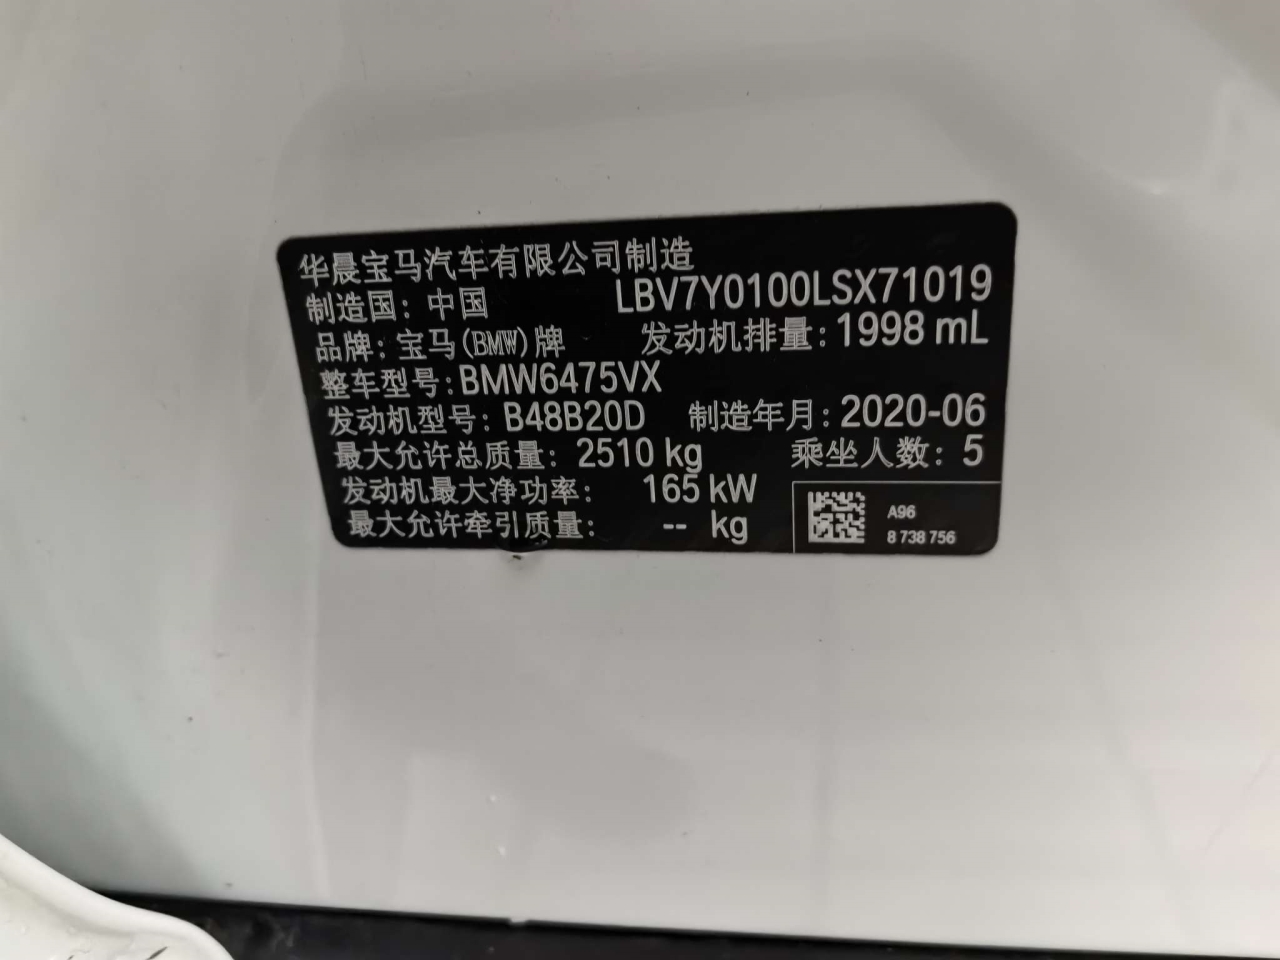 华晨宝马汽车有限公司制造
制造国：中国 LBV7Y0100LSX71019
品牌：宝马(BMW)牌 发动机排量：1998 mL
整车型号：BMW6475VX
发动机型号：B48B20D 制造年月：2020-06
最大允许总质量：2510 kg 乘坐人数：5
发动机最大净功率：165 kW
最大允许牵引质量：-- kg
A96
8 738 756